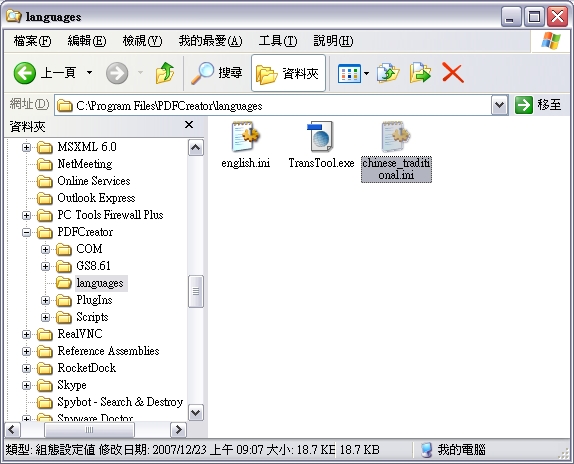 languages
檔案(F) 編輯(E) 檢視(V) 我的最愛(A) 工具(T) 說明(H)
上一頁 搜尋 資料夾
網址(D) C:\Program Files\PDFCreator\languages 移至
資料夾
MSXML 6.0
NetMeeting
Online Services
Outlook Express
PC Tools Firewall Plus
PDFCreator
COM
GS8.61
languages
PlugIns
Scripts
RealVNC
Reference Assemblies
RocketDock
Skype
Spybot - Search & Destroy
Spyware Doctor
english.ini
TransTool.exe
chinese_traditi
onal.ini
類型: 組態設定值 修改日期: 2007/12/23 上午 09:07 大小: 18.7 KE 18.7 KB 我的電腦